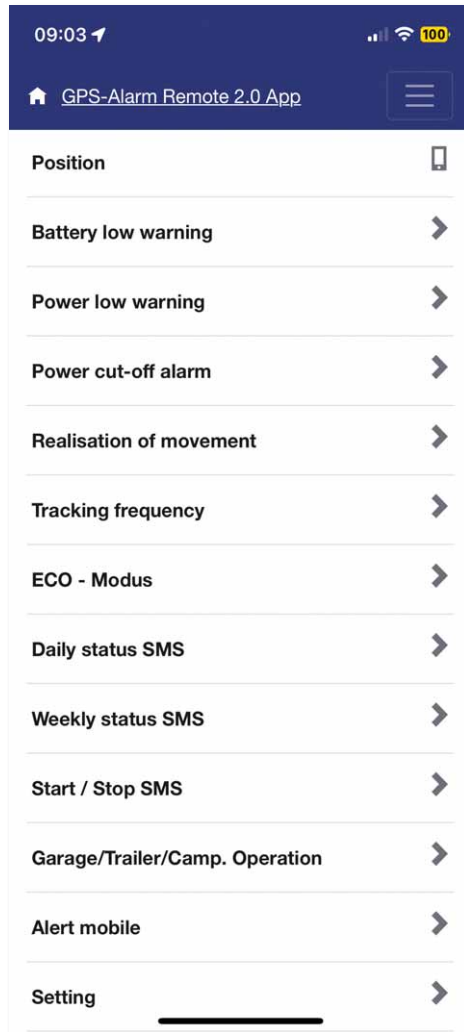 09:03
100
GPS-Alarm Remote 2.0 App
Position
Battery low warning
Power low warning
Power cut-off alarm
Realisation of movement
Tracking frequency
ECO - Modus
Daily status SMS
Weekly status SMS
Start / Stop SMS
Garage/Trailer/Camp. Operation
Alert mobile
Setting